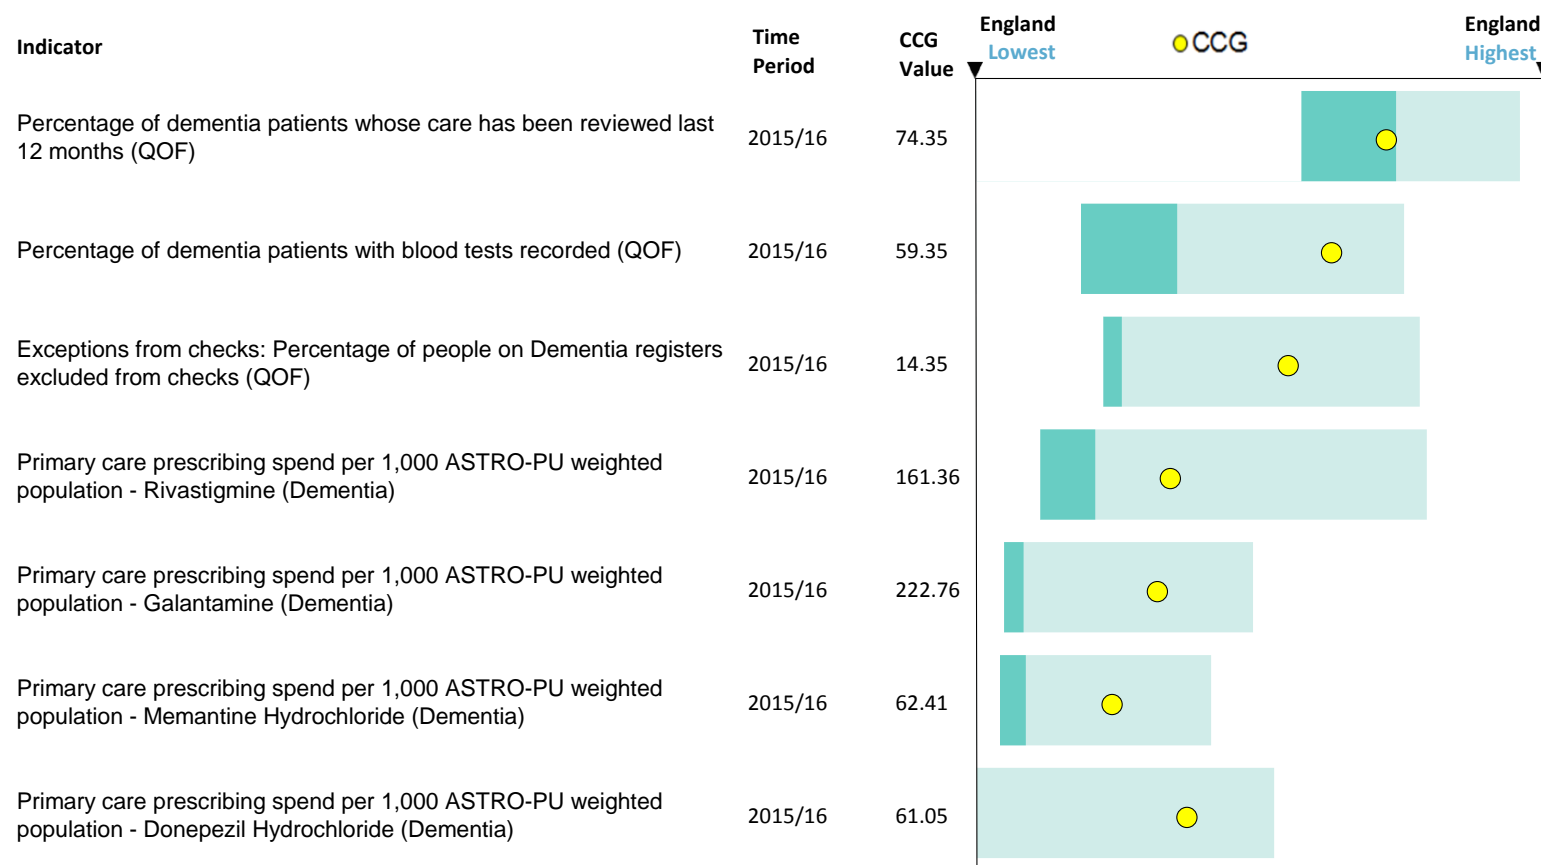 Indicator
Time Period
CCG Value
England Lowest
CCG
England Highest
Percentage of dementia patients whose care has been reviewed last
12 months (QOF)
2015/16
74.35
Percentage of dementia patients with blood tests recorded (QOF)
2015/16
59.35
Exceptions from checks: Percentage of people on Dementia registers
excluded from checks (QOF)
2015/16
14.35
Primary care prescribing spend per 1,000 ASTRO-PU weighted
population - Rivastigmine (Dementia)
2015/16
161.36
Primary care prescribing spend per 1,000 ASTRO-PU weighted
population - Galantamine (Dementia)
2015/16
222.76
Primary care prescribing spend per 1,000 ASTRO-PU weighted
population - Memantine Hydrochloride (Dementia)
2015/16
62.41
Primary care prescribing spend per 1,000 ASTRO-PU weighted
population - Donepezil Hydrochloride (Dementia)
2015/16
61.05